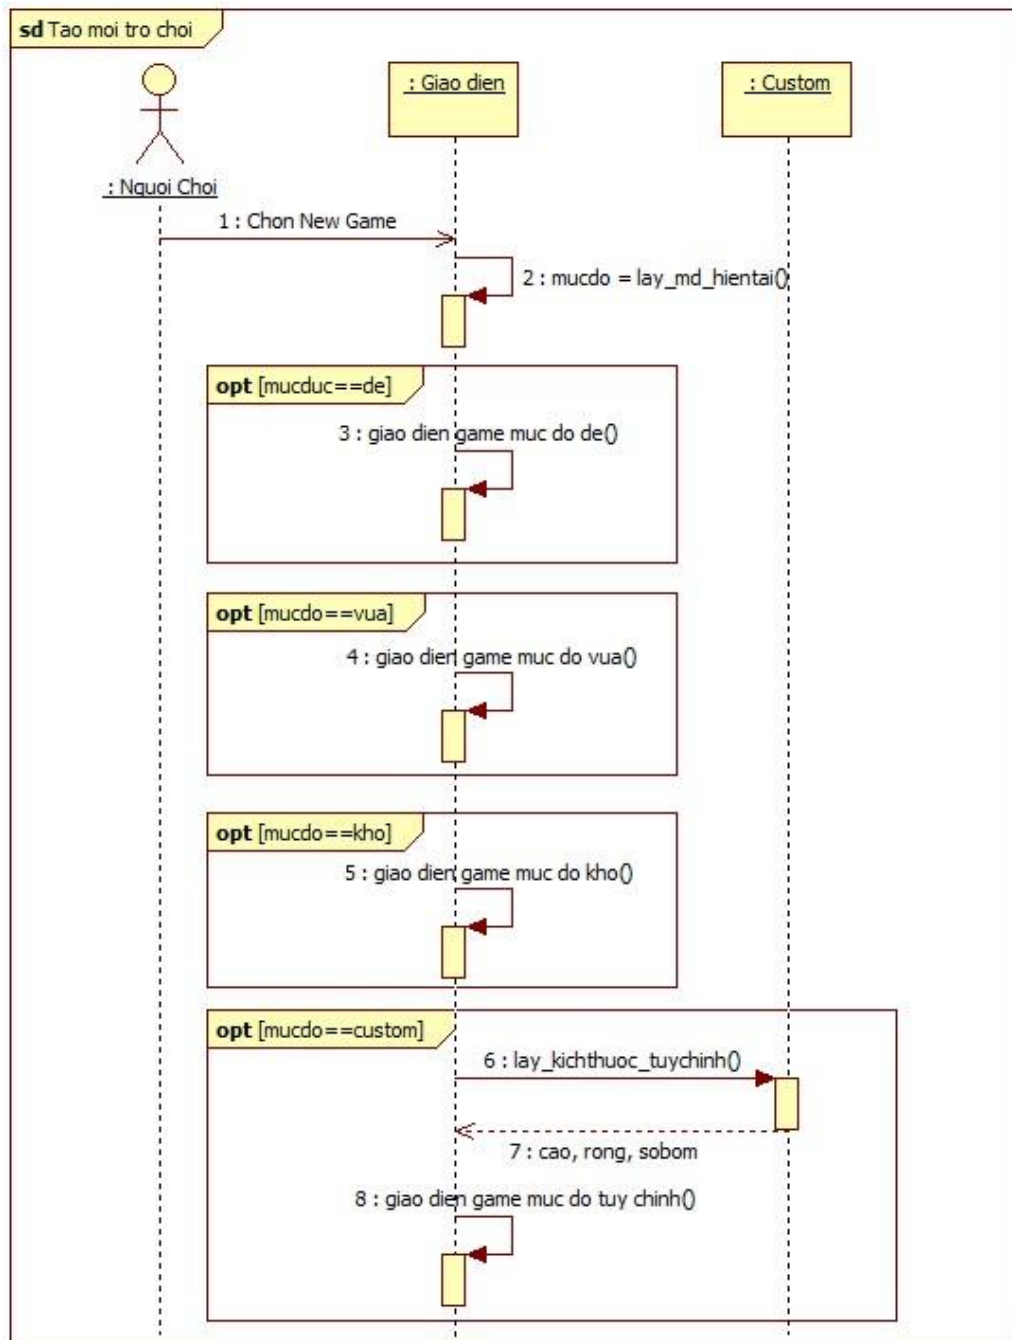 sd Tao moi tro choi
: Giao dien
: Custom
: Nguoi Choi
1 : Chon New Game
2 : mucdo = lay_md_hientai()
opt [mucduc==de]
3 : giao dien game muc do de()
opt [mucdo==vua]
4 : giao dien game muc do vua()
opt [mucdo==kho]
5 : giao dien game muc do kho()
opt [mucdo==custom]
6 : lay_kichthuoc_tuychinh()
7 : cao, rong, sobom
8 : giao dien game muc do tuy chinh()